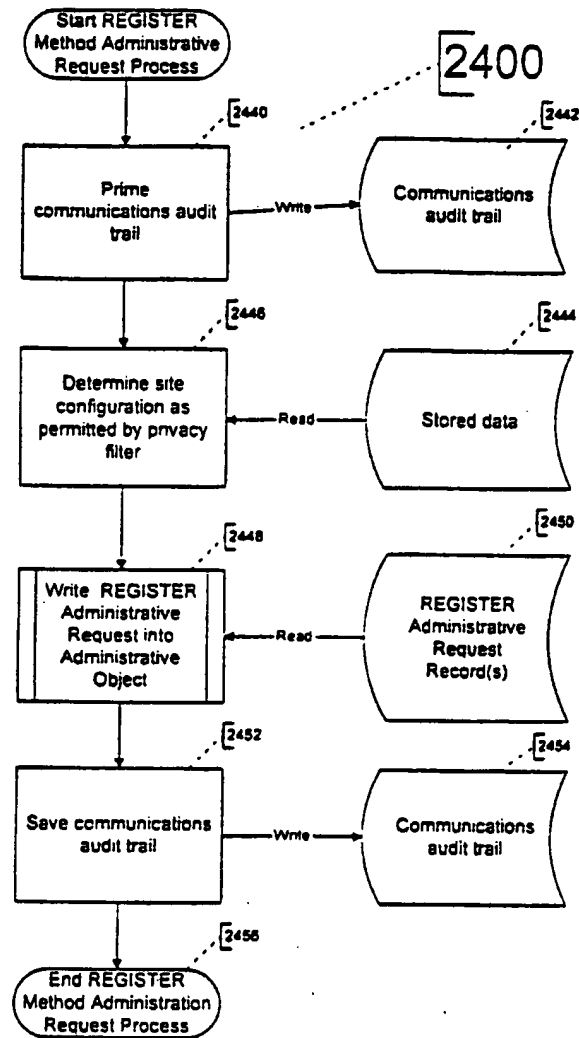 Start REGISTER
Method Administrative
Request Process
2400
2440
2442
Prime
communications audit
trail
Write
Communications
audit trail
2446
2444
Determine site
configuration as
permitted by privacy
filter
Read
Stored data
2448
2450
Write REGISTER
Administrative
Request into
Administrative
Object
Read
REGISTER
Administrative
Request
Record(s)
2452
2454
Save communications
audit trail
Write
Communications
audit trail
2456
End REGISTER
Method Administration
Request Process